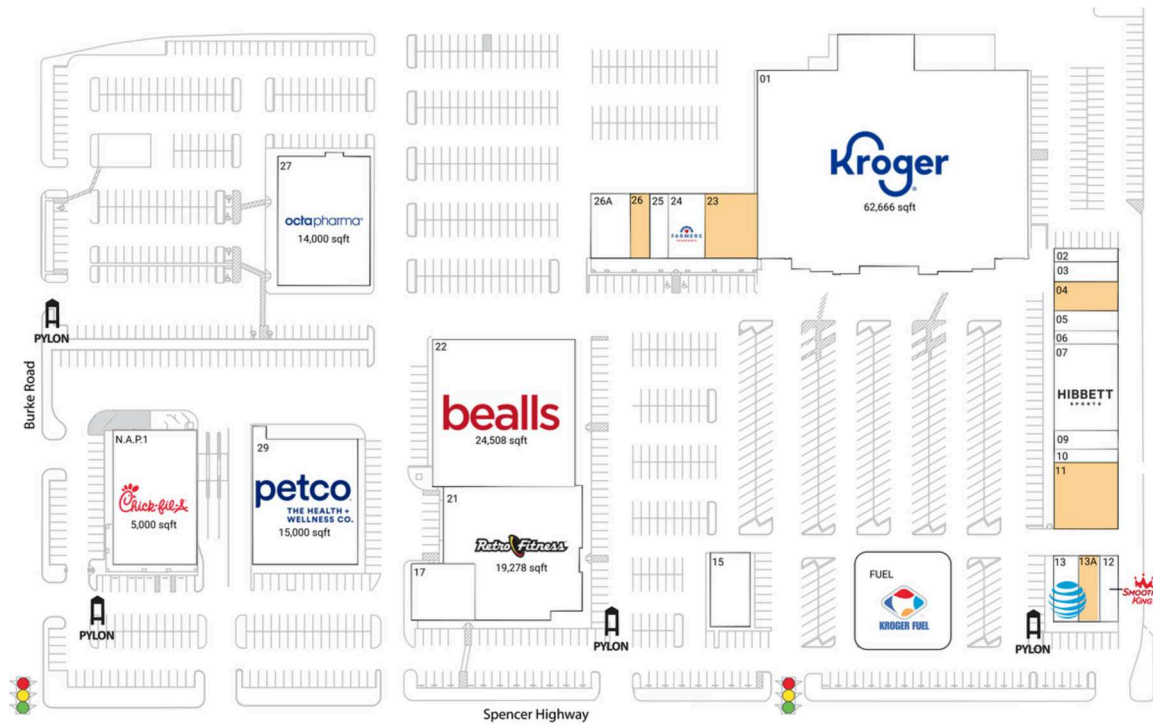 01
Kroger
62,666 sqft
27
octapharma
14,000 sqft
26A
26
25
24
23
FARMERS
INSURANCE
02
03
04
05
06
07
HIBBETT
SPORTS
09
10
11
PYLON
Burke Road
22
bealls
24,508 sqft
N.A.P.1
Chick-fil-A
5,000 sqft
29
petco
THE HEALTH +
WELLNESS CO.
15,000 sqft
21
Retro Fitness
19,278 sqft
17
15
FUEL
KROGER FUEL
13
13A
12
AT&T
SMOOTHIE
KING
PYLON
PYLON
PYLON
Spencer Highway